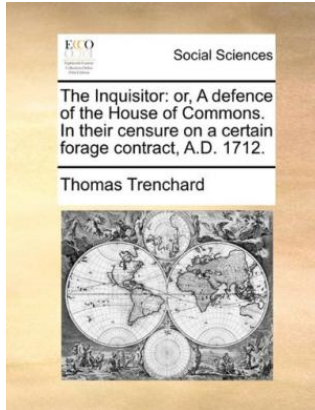 ECCO
Social Sciences
The Inquisitor: or, A defence
of the House of Commons.
In their censure on a certain
forage contract, A.D. 1712.
Thomas Trenchard